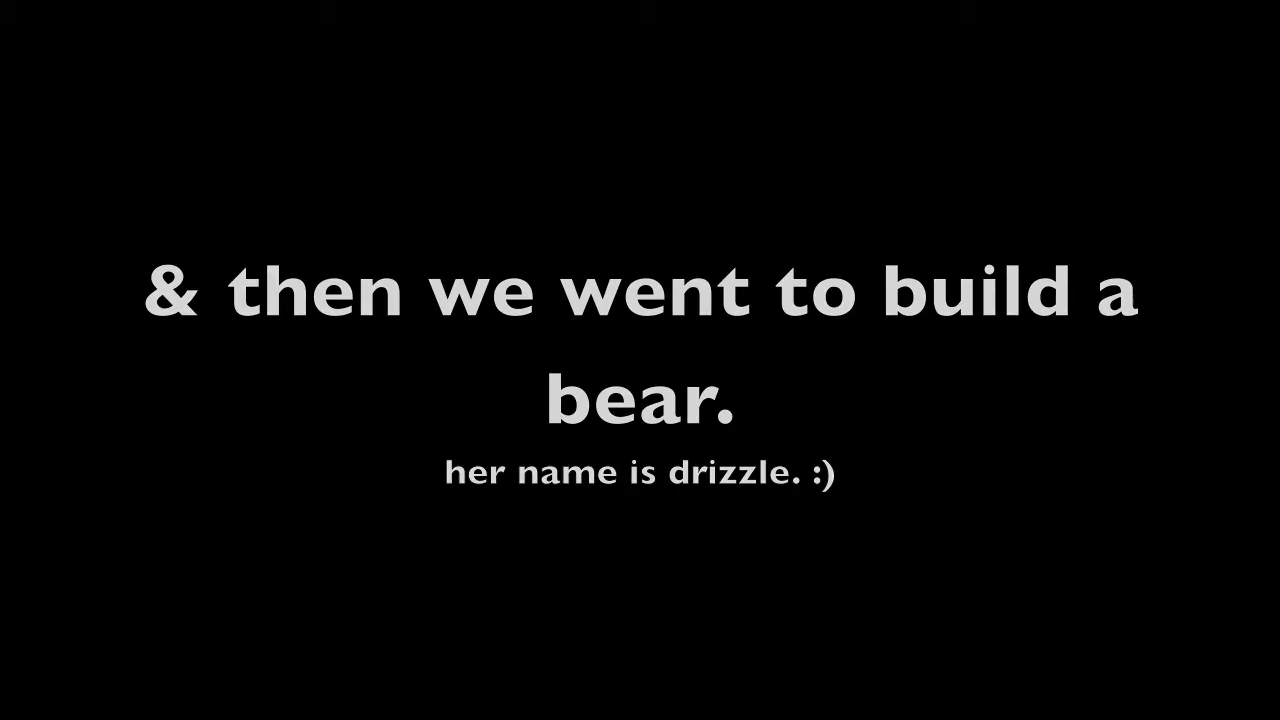 & then we went to build a
bear.
her name is drizzle. :)